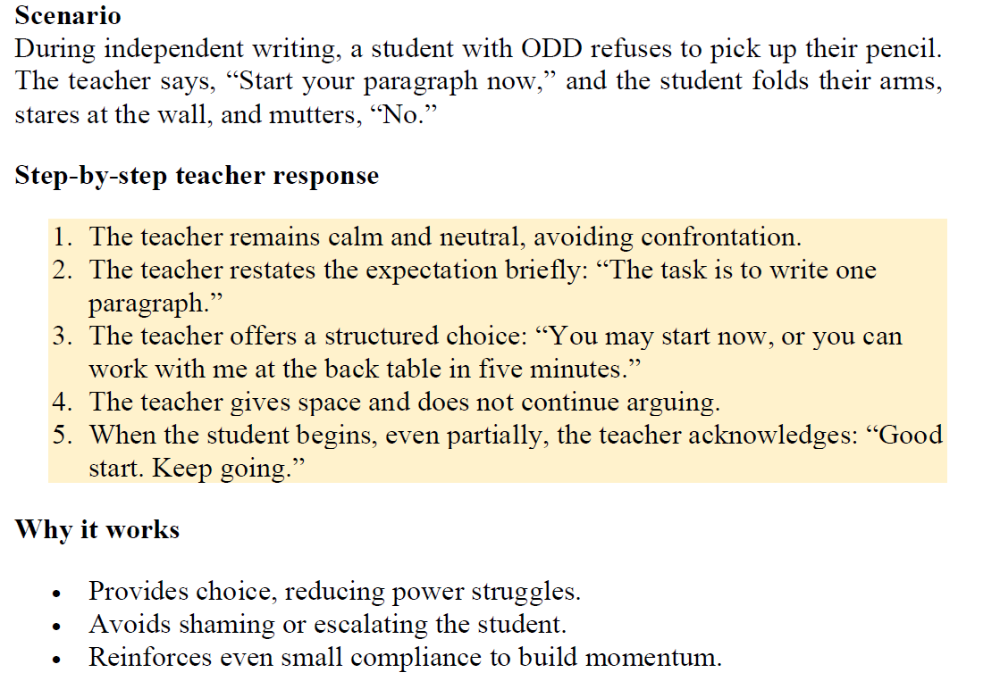 Scenario
During independent writing, a student with ODD refuses to pick up their pencil.
The teacher says, “Start your paragraph now,” and the student folds their arms,
stares at the wall, and mutters, “No.”
Step-by-step teacher response
1. The teacher remains calm and neutral, avoiding confrontation.
2. The teacher restates the expectation briefly: “The task is to write one
paragraph.”
3. The teacher offers a structured choice: “You may start now, or you can
work with me at the back table in five minutes.”
4. The teacher gives space and does not continue arguing.
5. When the student begins, even partially, the teacher acknowledges: “Good
start. Keep going.”
Why it works
• Provides choice, reducing power struggles.
• Avoids shaming or escalating the student.
• Reinforces even small compliance to build momentum.